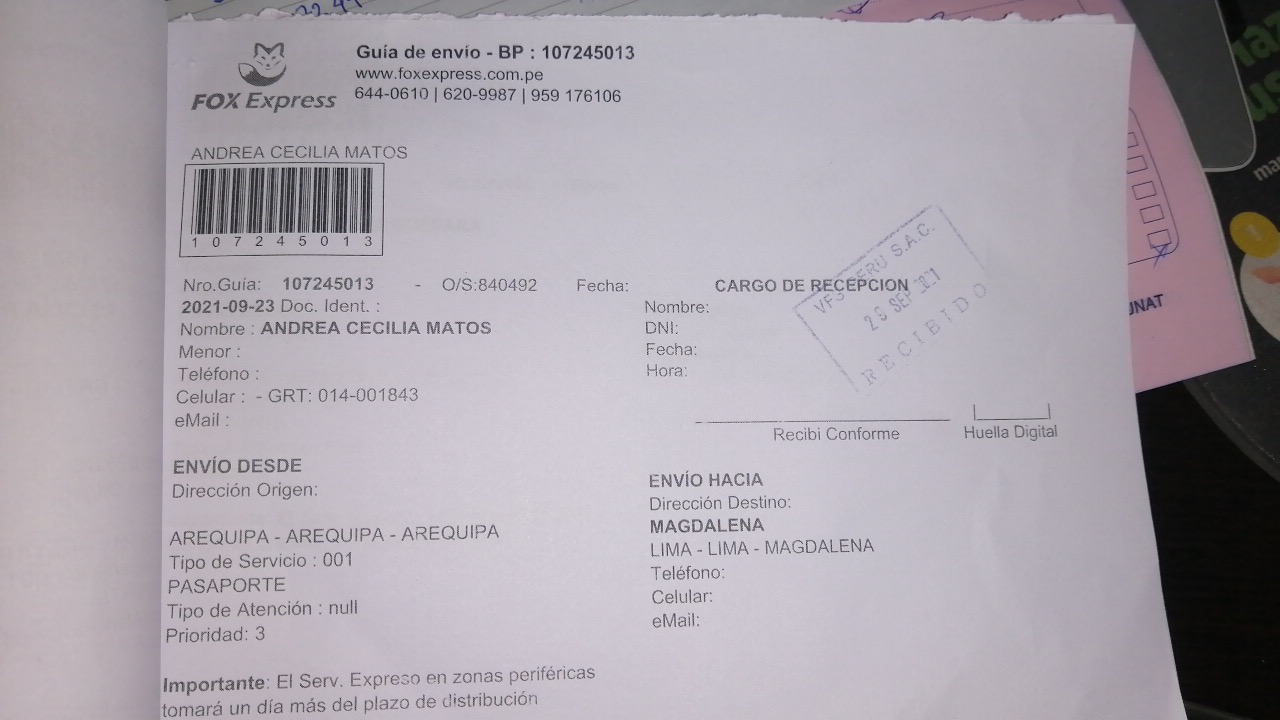 Guía de envío - BP : 107245013
www.foxexpress.com.pe
644-0610 | 620-9987 | 959 176106
FOX Express
ANDREA CECILIA MATOS
107245013
Nro.Guía: 107245013 - O/S:840492 Fecha:
2021-09-23 Doc. Ident. :
Nombre : ANDREA CECILIA MATOS
Menor :
Teléfono :
Celular : - GRT: 014-001843
eMail :
CARGO DE RECEPCION
Nombre:
DNI:
Fecha:
Hora:
PERU S.A.C.
SEP 2021
RECIBIDO
Recibi Conforme
Huella Digital
ENVÍO DESDE
Dirección Origen:
AREQUIPA - AREQUIPA - AREQUIPA
Tipo de Servicio : 001
PASAPORTE
Tipo de Atención : null
Prioridad: 3
ENVÍO HACIA
Dirección Destino:
MAGDALENA
LIMA - LIMA - MAGDALENA
Teléfono:
Celular:
eMail:
Importante: El Serv. Expreso en zonas periféricas
tomará un día más del plazo de distribución